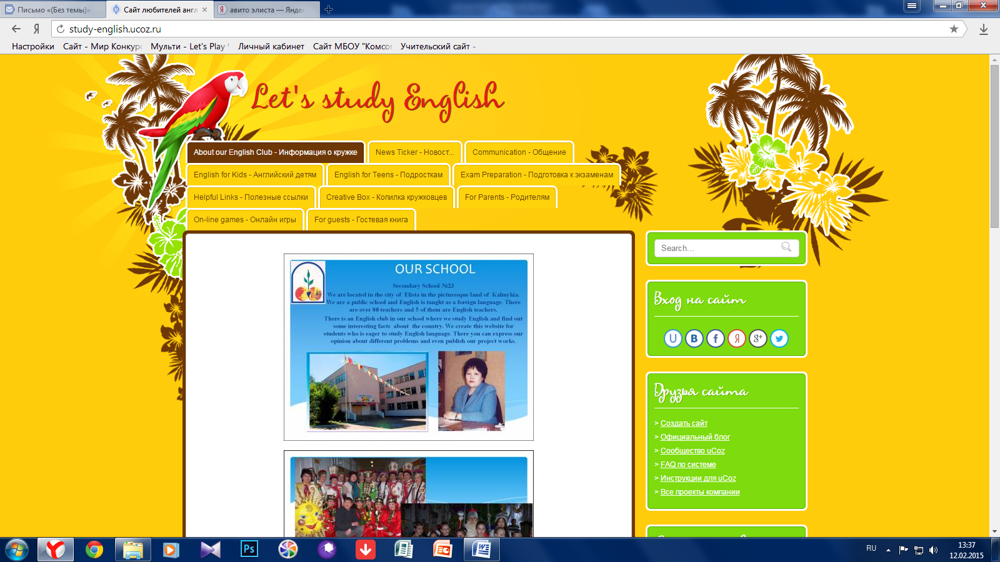 Письмо «(Без темы)»
Сайт любителей англ
авито элиста — Яндек
study-english.ucoz.ru
Настройки Сайт - Мир Конкурс Мульти - Let's Play Личный кабинет Сайт МБОУ "Комсо Учительский сайт -
Let's study English
About our English Club - Информация о кружке News Ticker - Новост... Communication - Общение
English for Kids - Английский детям English for Teens - Подросткам Exam Preparation - Подготовка к экзаменам
Helpful Links - Полезные ссылки Creative Box - Копилка кружковцев For Parents - Родителям
On-line games - Онлайн игры For guests - Гостевая книга
OUR SCHOOL
Secondary School №23
We are located in the city of Elista in the picturesque land of Kalmykia.
We are a public school and English is taught as a foreign language. There
are over 80 teachers and 5 of them are English teachers.
There is an English club in our school where we study English and find out
some interesting facts about the country. We create this website for
students who is eager to study English language. There you can express our
opinion about different problems and even publish our project works.
Search...
Вход на сайт
Друзья сайта
> Создать сайт
> Официальный блог
> Сообщество uCoz
> FAQ по системе
> Инструкции для uCoz
> Все проекты компании
Ps
RU
13:37
12.02.2015